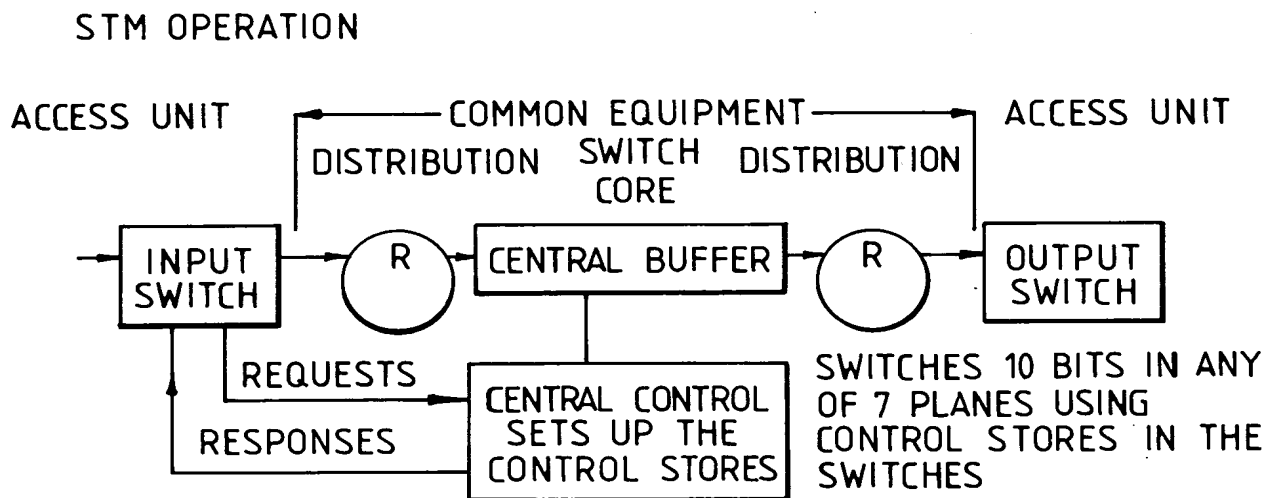 STM OPERATION
ACCESS UNIT
COMMON EQUIPMENT
ACCESS UNIT
DISTRIBUTION
SWITCH
CORE
DISTRIBUTION
INPUT
SWITCH
R
CENTRAL BUFFER
R
OUTPUT
SWITCH
REQUESTS
RESPONSES
CENTRAL CONTROL
SETS UP THE
CONTROL STORES
SWITCHES 10 BITS IN ANY
OF 7 PLANES USING
CONTROL STORES IN THE
SWITCHES